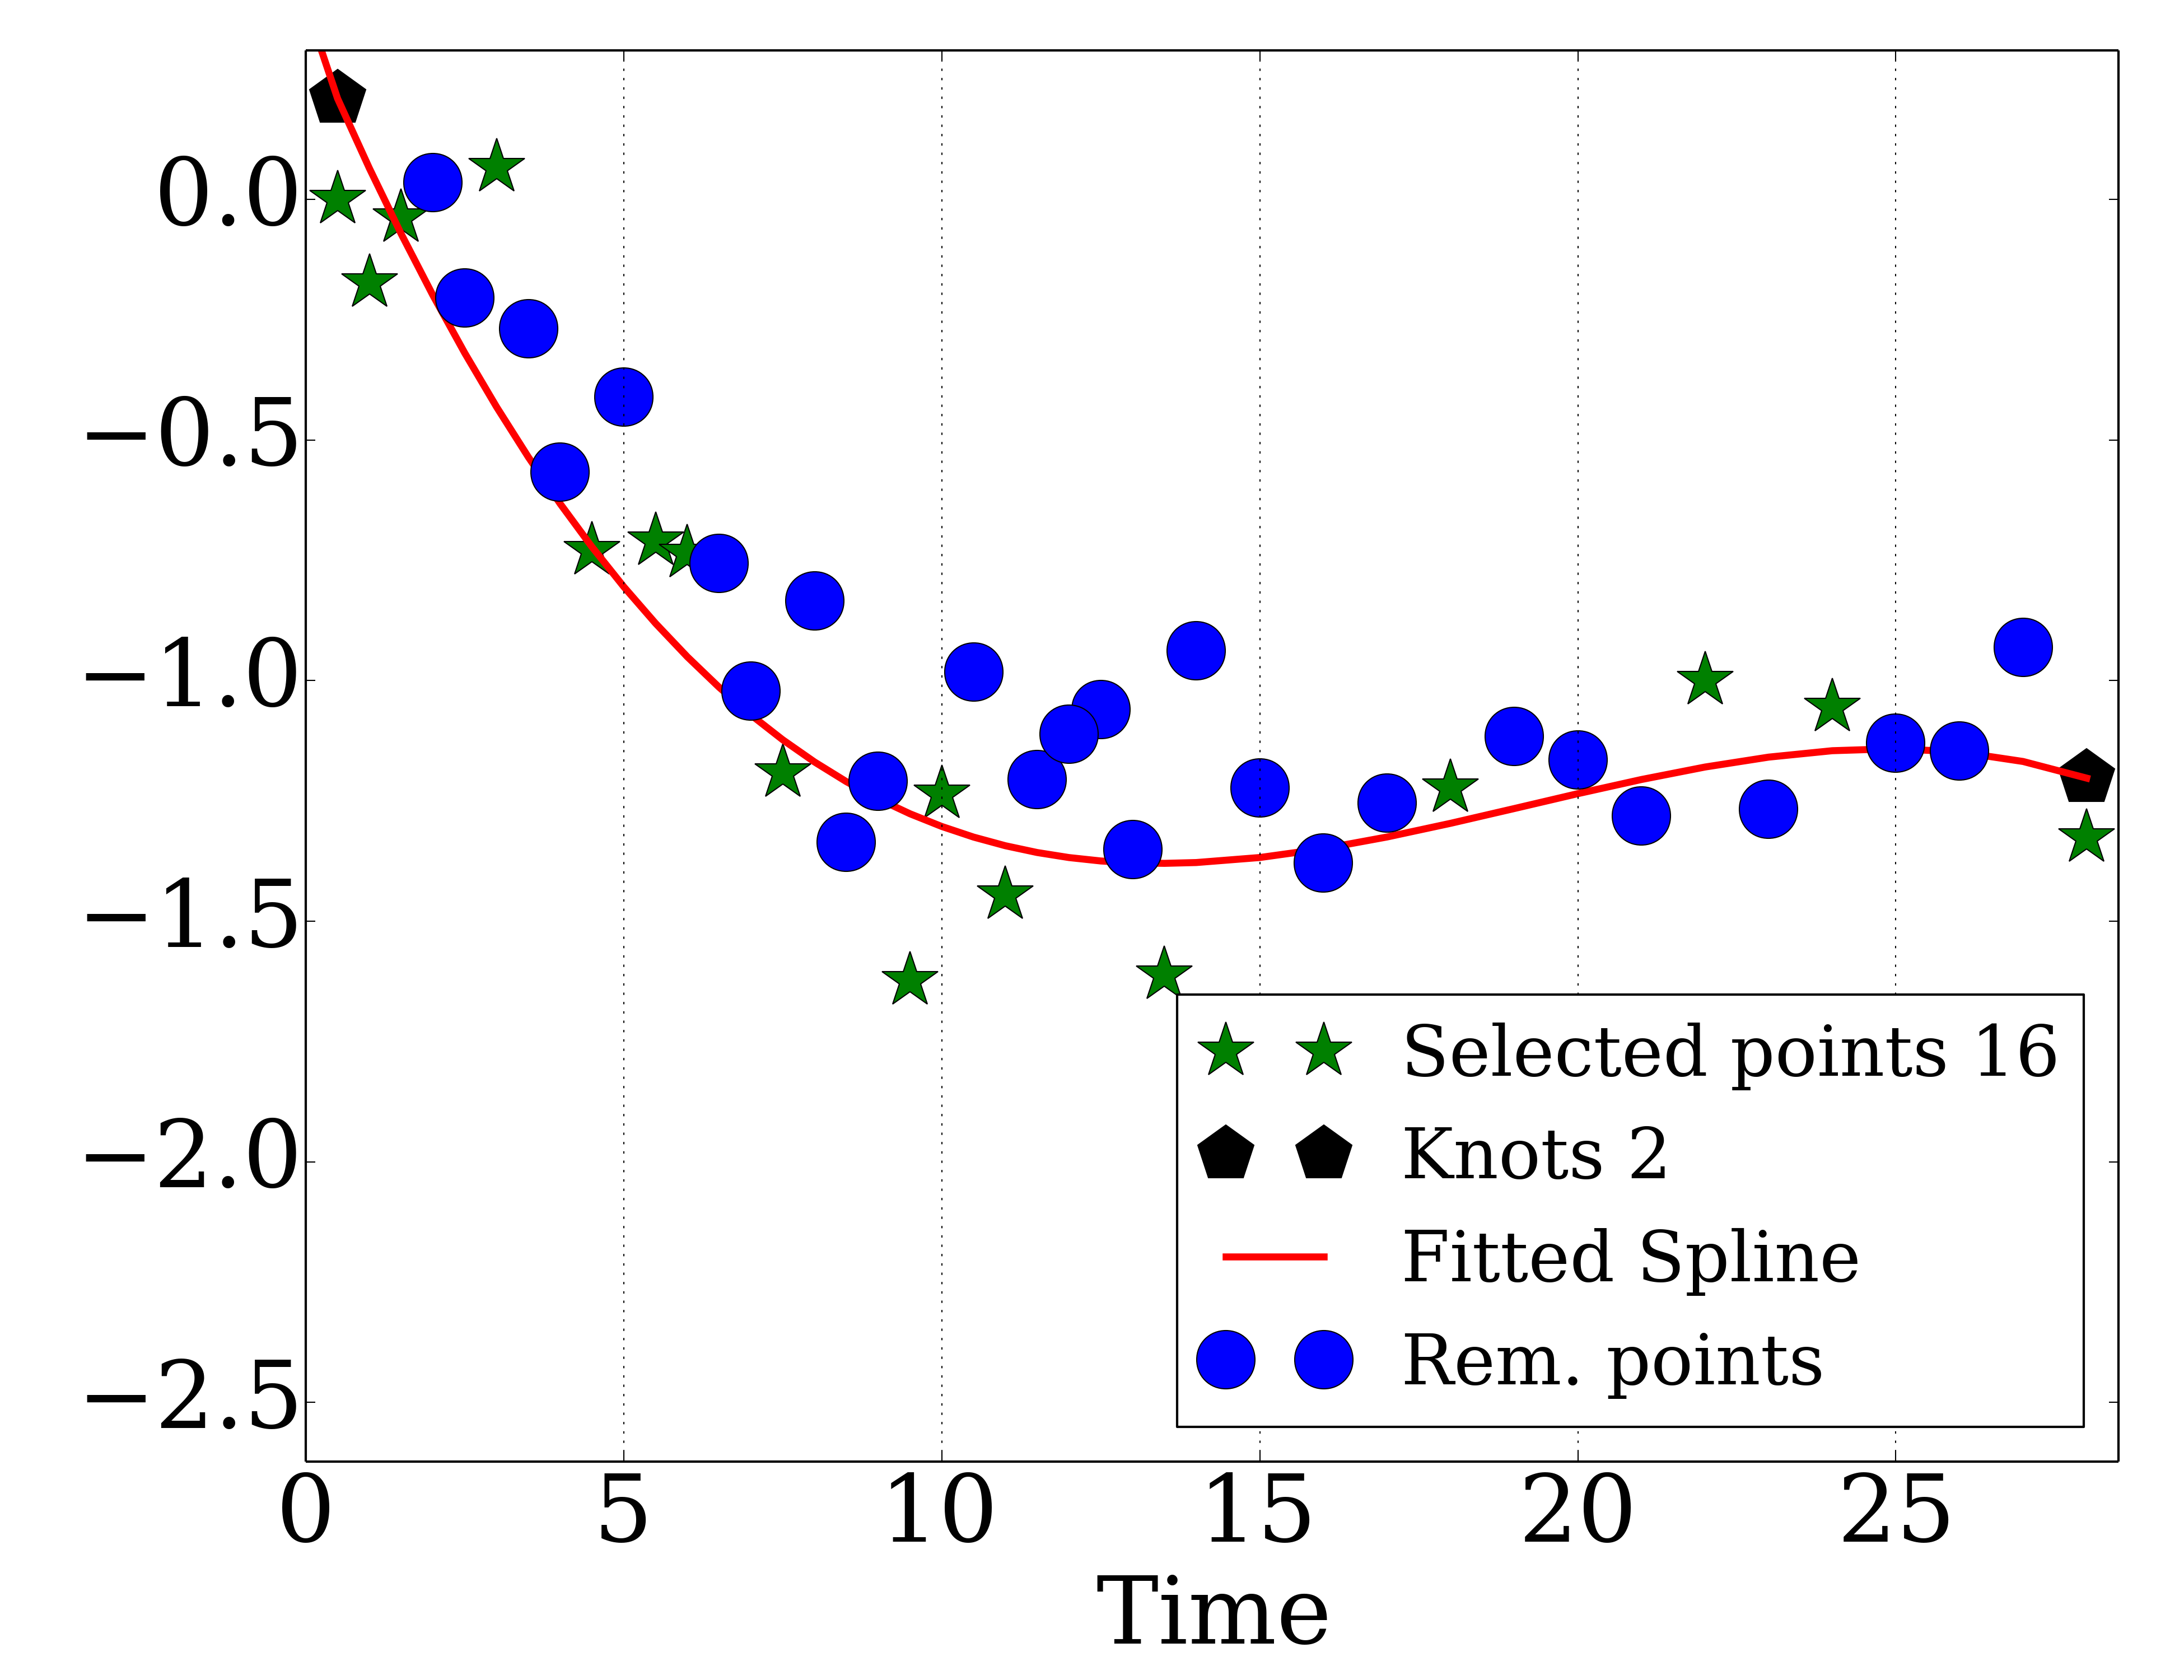 0.0
−0.5
−1.0
−1.5
−2.0
−2.5
0 5 10 15 20 25
Time
Selected points 16
Knots 2
Fitted Spline
Rem. points